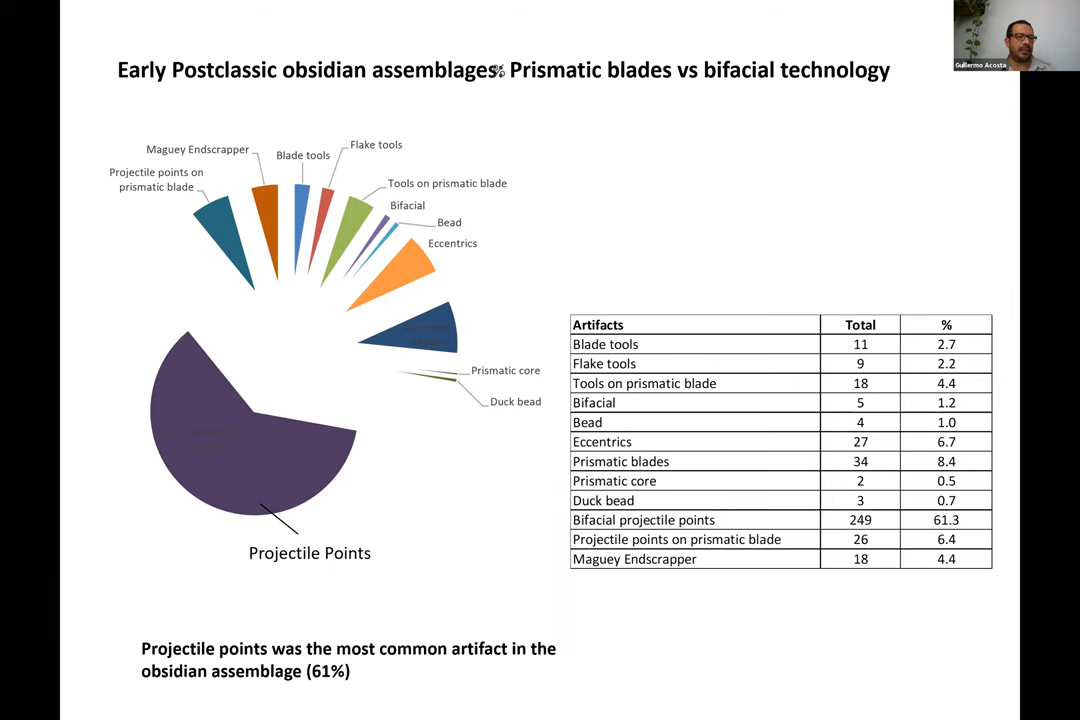 Guillermo Acosta
Early Postclassic obsidian assemblages: Prismatic blades vs bifacial technology
%
Maguey Endscrapper
Blade tools
Flake tools
Projectile points on
prismatic blade
Tools on prismatic blade
Bifacial
Bead
Eccentrics
Prismatic core
Duck bead
Projectile Points
Artifacts Total %
Blade tools 11 2.7
Flake tools 9 2.2
Tools on prismatic blade 18 4.4
Bifacial 5 1.2
Bead 4 1.0
Eccentrics 27 6.7
Prismatic blades 34 8.4
Prismatic core 2 0.5
Duck bead 3 0.7
Bifacial projectile points 249 61.3
Projectile points on prismatic blade 26 6.4
Maguey Endscrapper 18 4.4
Projectile points was the most common artifact in the
obsidian assemblage (61%)